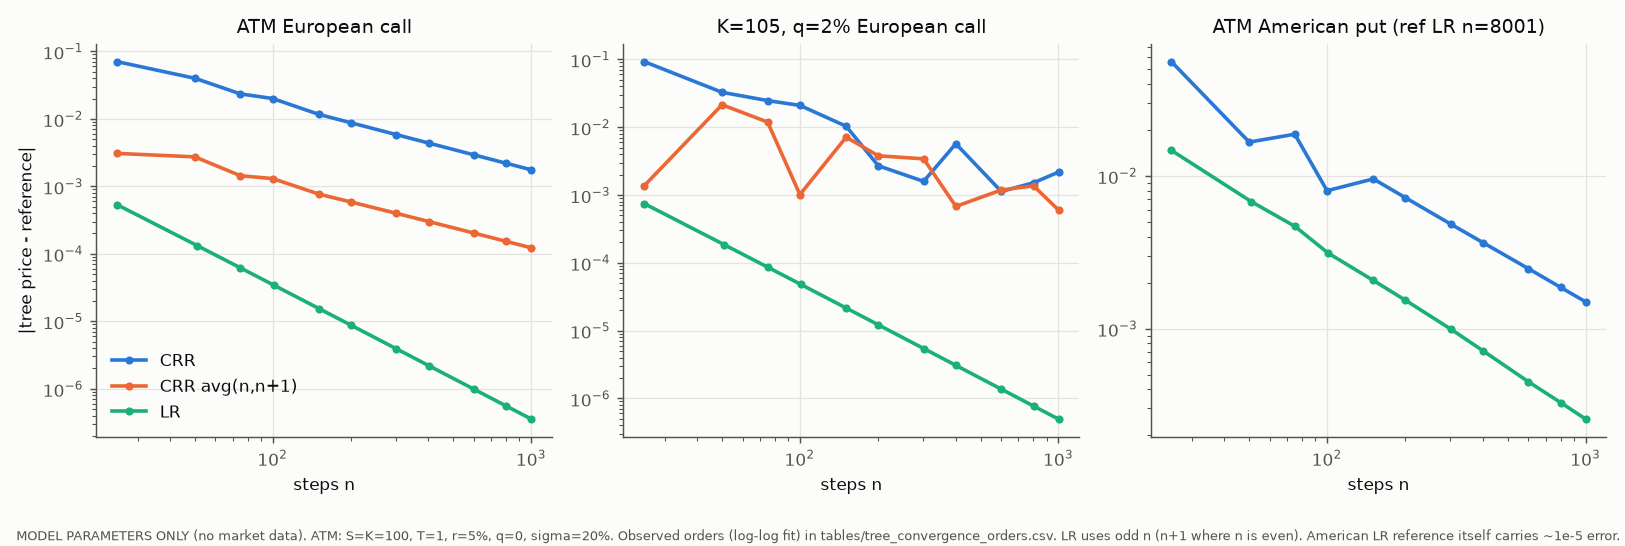 ATM European call
K=105, q=2% European call
ATM American put (ref LR n=8001)
|tree price - reference|
10⁻¹
10⁻²
10⁻³
10⁻⁴
10⁻⁵
10⁻⁶
CRR
CRR avg(n,n+1)
LR
10² 10³
steps n
10⁻¹
10⁻²
10⁻³
10⁻⁴
10⁻⁵
10⁻⁶
10² 10³
steps n
10⁻²
10⁻³
10² 10³
steps n
MODEL PARAMETERS ONLY (no market data). ATM: S=K=100, T=1, r=5%, q=0, sigma=20%. Observed orders (log-log fit) in tables/tree_convergence_orders.csv. LR uses odd n (n+1 where n is even). American LR reference itself carries ~1e-5 error.